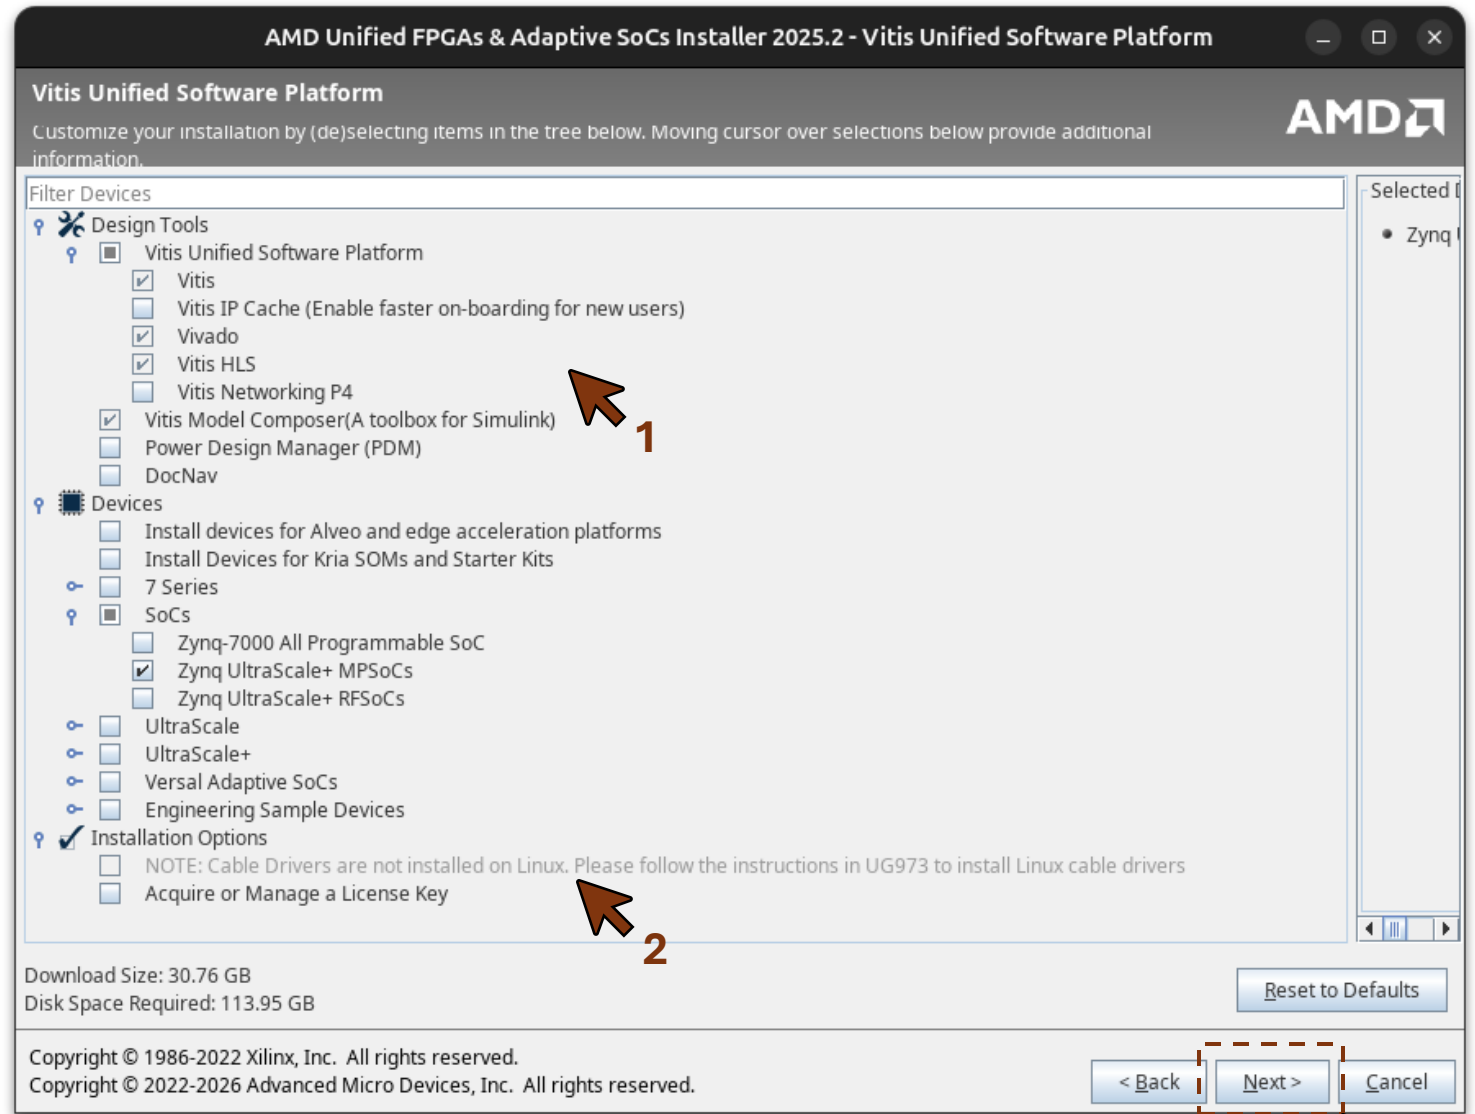 AMD Unified FPGAs & Adaptive SoCs Installer 2025.2 - Vitis Unified Software Platform
Vitis Unified Software Platform
Customize your installation by (de)selecting items in the tree below. Moving cursor over selections below provide additional
information.
AMD
Filter Devices
Selected
Design Tools
Zynq
Vitis Unified Software Platform
Vitis
Vitis IP Cache (Enable faster on-boarding for new users)
Vivado
Vitis HLS
Vitis Networking P4
Vitis Model Composer(A toolbox for Simulink)
1
Power Design Manager (PDM)
DocNav
Devices
Install devices for Alveo and edge acceleration platforms
Install Devices for Kria SOMs and Starter Kits
7 Series
SoCs
Zynq-7000 All Programmable SoC
Zynq UltraScale+ MPSoCs
Zynq UltraScale+ RFSoCs
UltraScale
UltraScale+
Versal Adaptive SoCs
Engineering Sample Devices
Installation Options
NOTE: Cable Drivers are not installed on Linux. Please follow the instructions in UG973 to install Linux cable drivers
Acquire or Manage a License Key
2
Download Size: 30.76 GB
Disk Space Required: 113.95 GB
Reset to Defaults
Copyright © 1986-2022 Xilinx, Inc. All rights reserved.
Copyright © 2022-2026 Advanced Micro Devices, Inc. All rights reserved.
< Back
Next >
Cancel